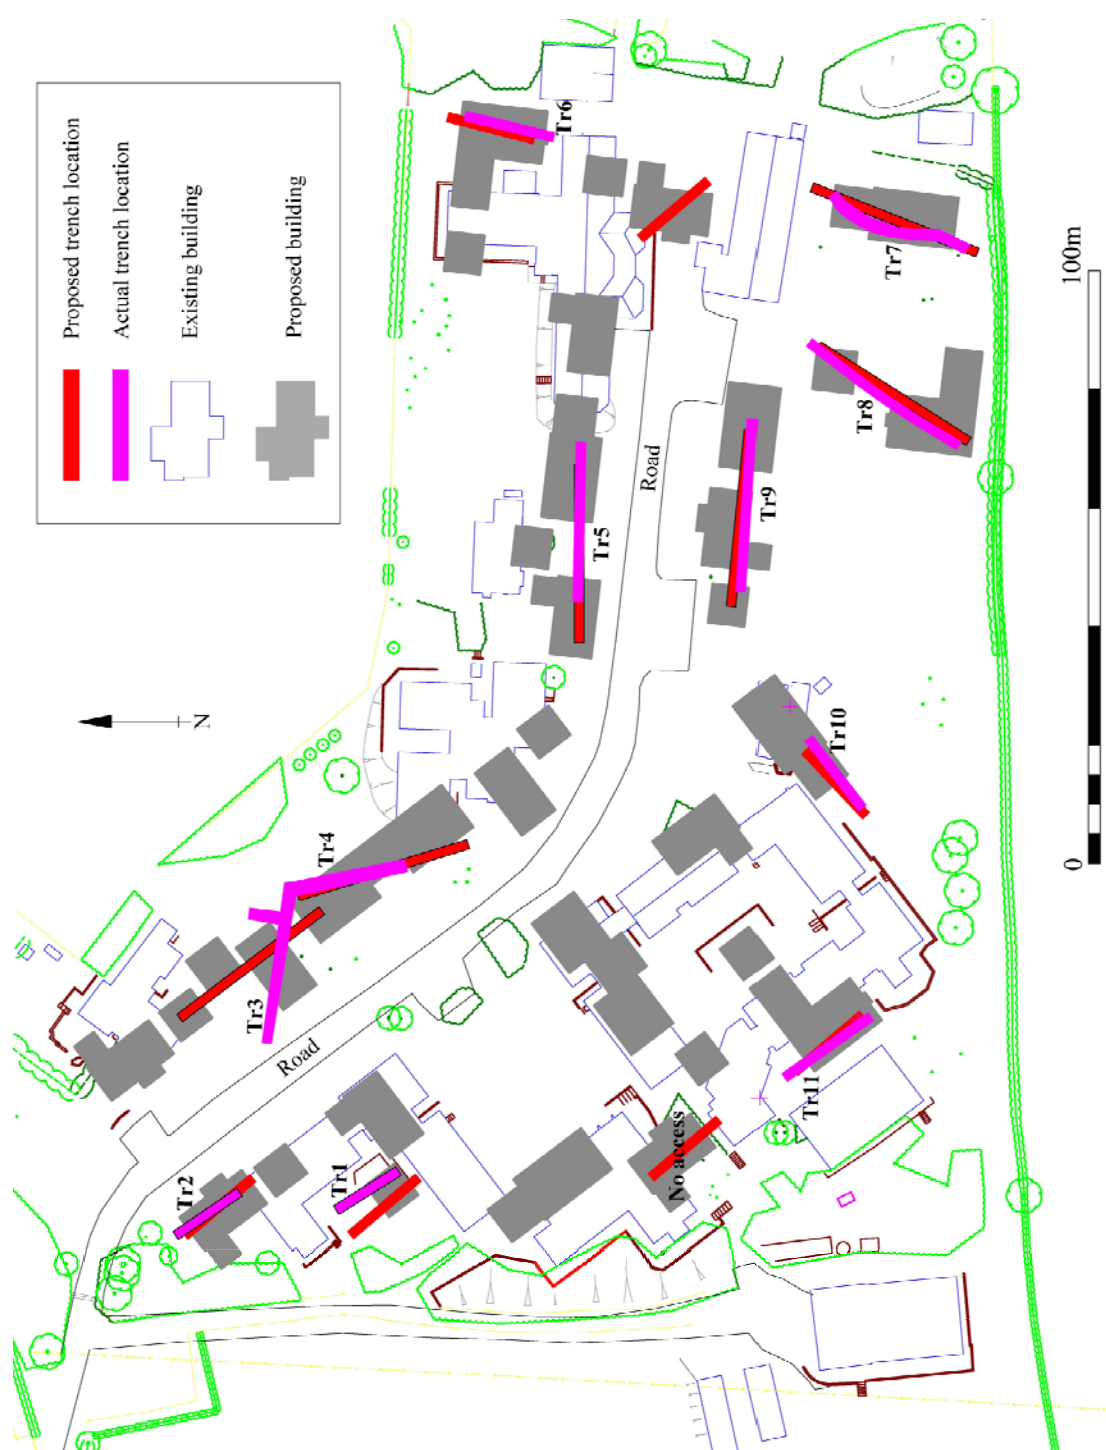 Proposed trench location
Actual trench location
Existing building
Proposed building
Tr6
Tr7
100m
Tr8
Road
Tr9
Tr5
N
Tr10
Tr4
0
Tr3
Road
Tr11
No access
Tr1
Tr2